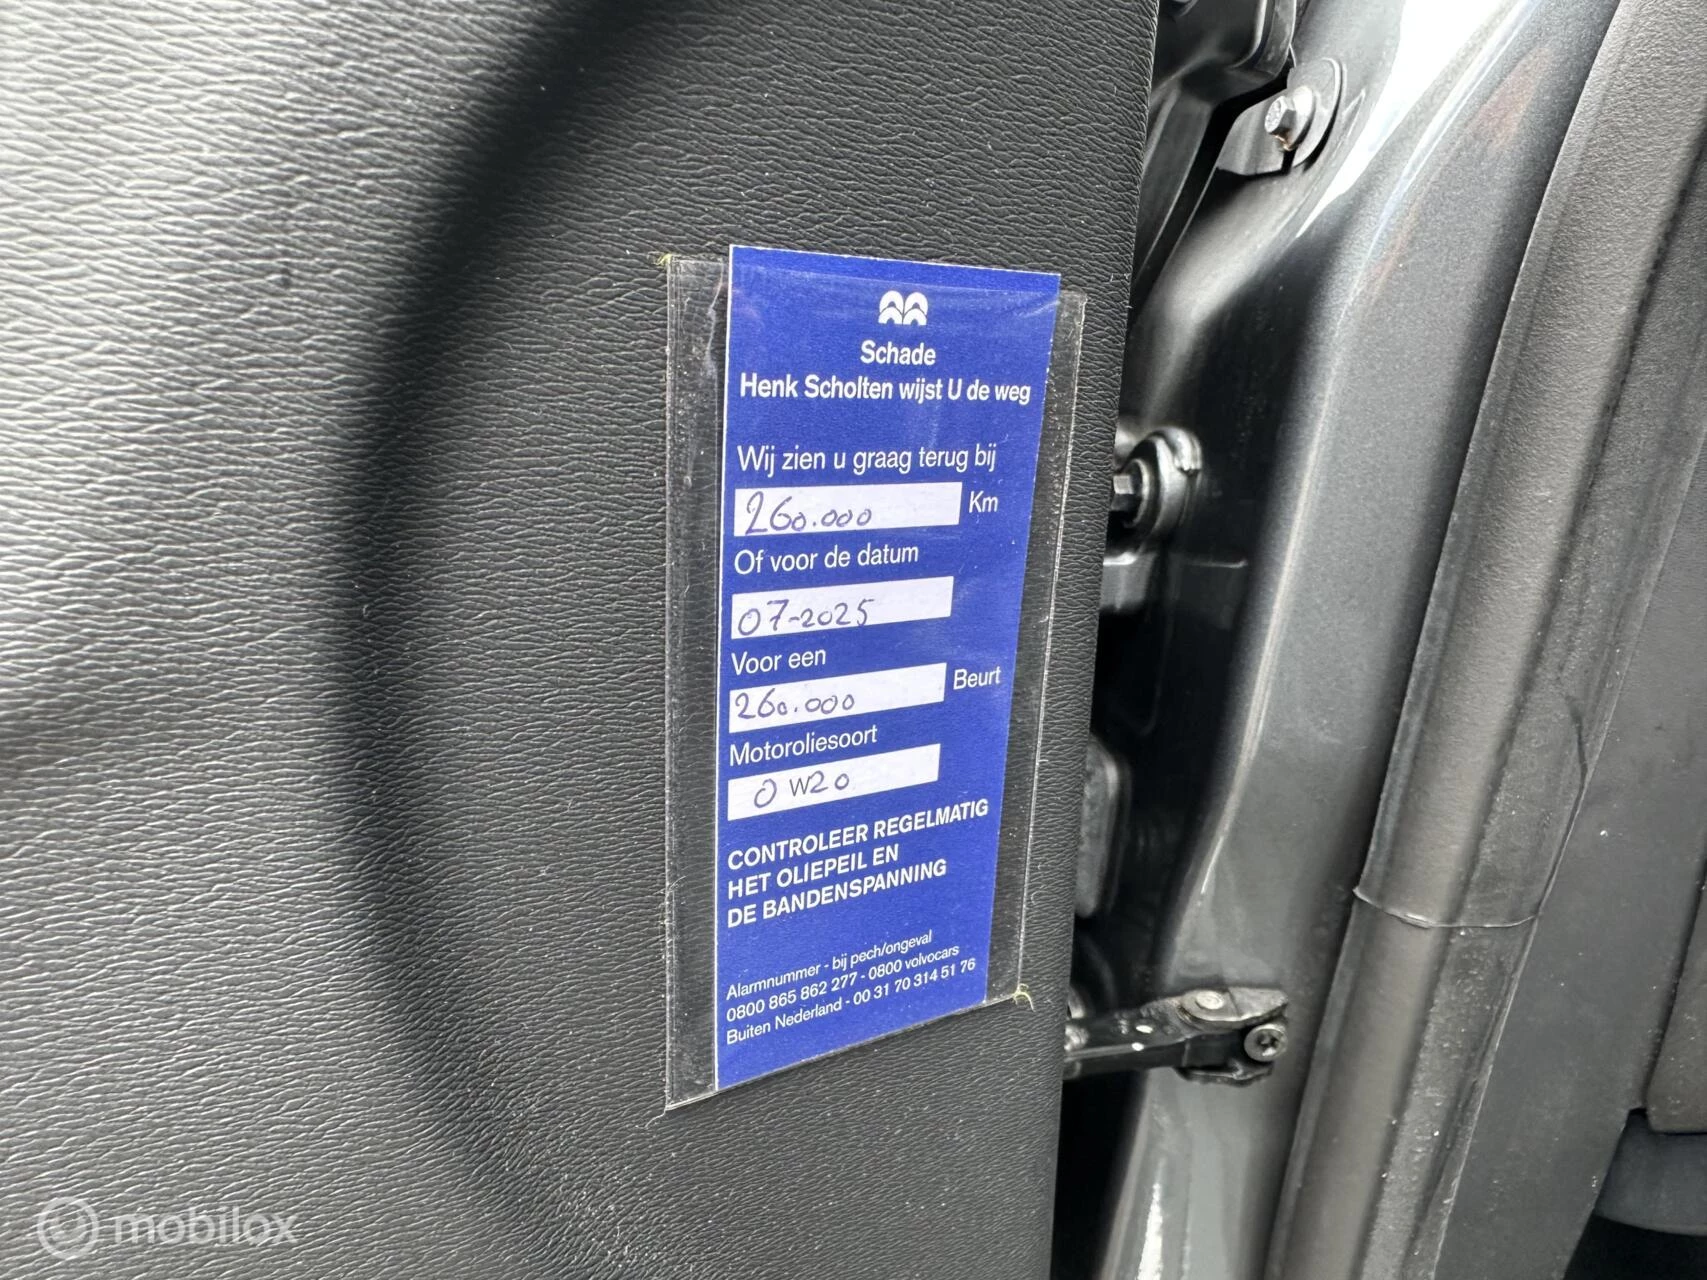 Schade
Henk Scholten wijst U de weg
Wij zien u graag terug bij
260.000 Km
Of voor de datum
07-2025
Voor een
260.000 Beurt
Motoroliesoort
0 W20
CONTROLEER REGELMATIG
HET OLIEPEIL EN
DE BANDENSPANNING
Alarmnummer - bij pech/ongeval
0800 865 862 277 - 0800 volvocars
Buiten Nederland - 00 31 70 314 51 76
mobilox